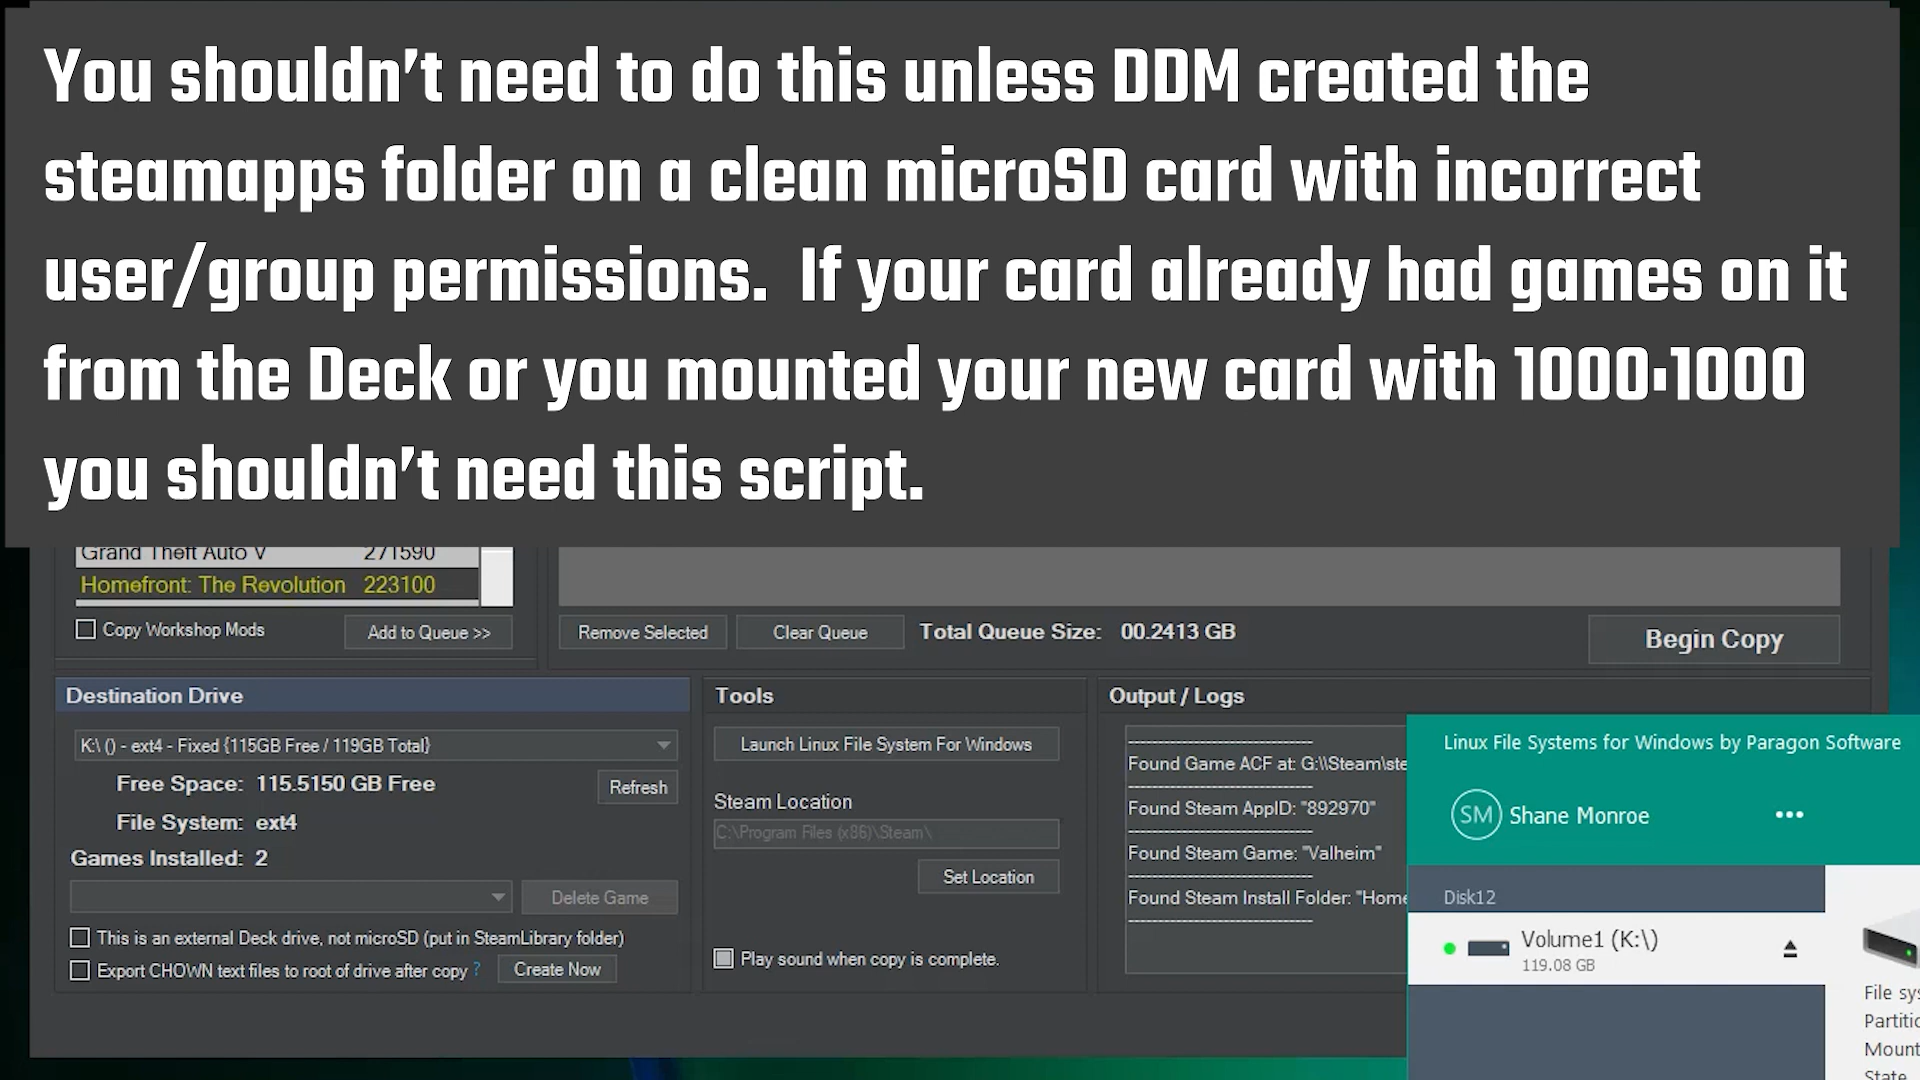 You shouldn't need to do this unless DDM created the
steamapps folder on a clean microSD card with incorrect
user/group permissions.  If your card already had games on it
from the Deck or you mounted your new card with 1000:1000
you shouldn't need this script.
Grand Theft Auto V 271590
Homefront: The Revolution 223100
Copy Workshop Mods
Add to Queue >>
Remove Selected
Clear Queue
Total Queue Size: 00.2413 GB
Begin Copy
Destination Drive
K:\ () - ext4 - Fixed {115GB Free / 119GB Total}
Free Space: 115.5150 GB Free
Refresh
File System: ext4
Games Installed: 2
Delete Game
This is an external Deck drive, not microSD (put in SteamLibrary folder)
Export CHOWN text files to root of drive after copy ?
Create Now
Tools
Launch Linux File System For Windows
Steam Location
C:\Program Files (x86)\Steam\
Set Location
Play sound when copy is complete.
Output / Logs
Found Game ACF at: G:\\Steam\ste
Found Steam AppID: "892970"
Found Steam Game: "Valheim"
Found Steam Install Folder: "Home
Linux File Systems for Windows by Paragon Software
SM Shane Monroe
Disk12
Volume1 (K:\)
119.08 GB
File sys
Partitio
Mount
State